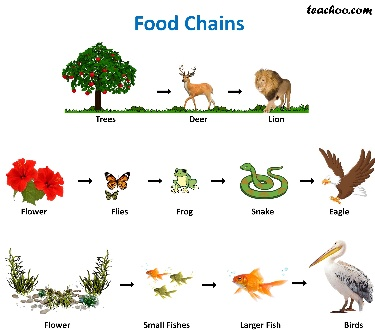 teachoo.com
Food Chains
Trees Deer Lion
Flower Flies Frog Snake Eagle
Flower Small Fishes Larger Fish Birds